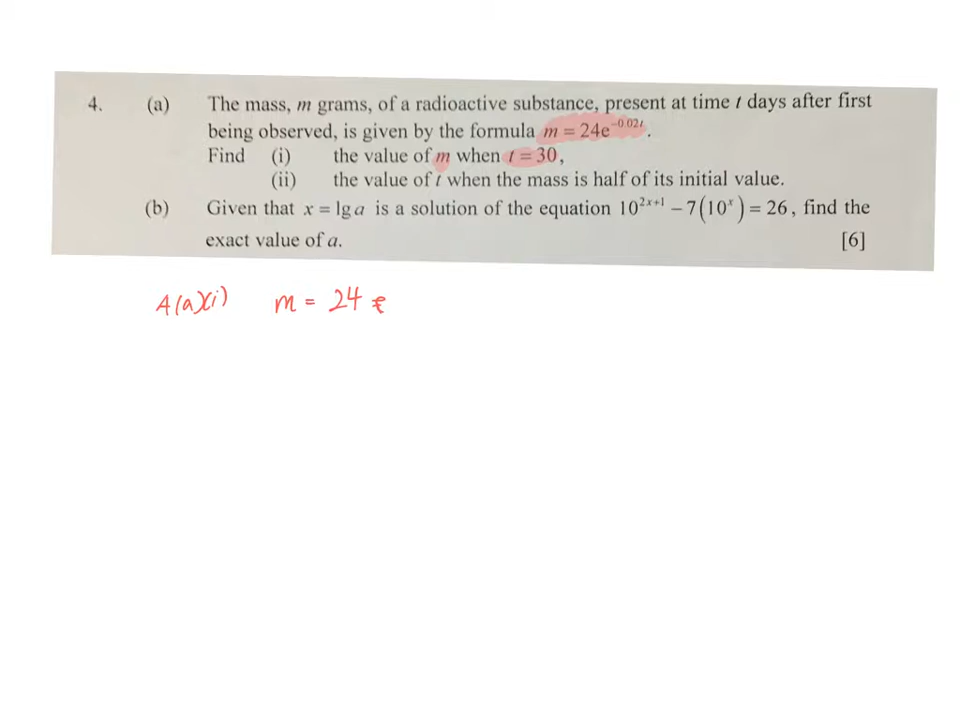 4. (a) The mass, m grams, of a radioactive substance, present at time t days after first
being observed, is given by the formula m = 24e^{-0.02t}.
Find (i) the value of m when t = 30,
(ii) the value of t when the mass is half of its initial value.
(b) Given that x = lg a is a solution of the equation 10^{2x+1} − 7(10^x) = 26, find the
exact value of a. [6]
4(a)(i) m = 24 e